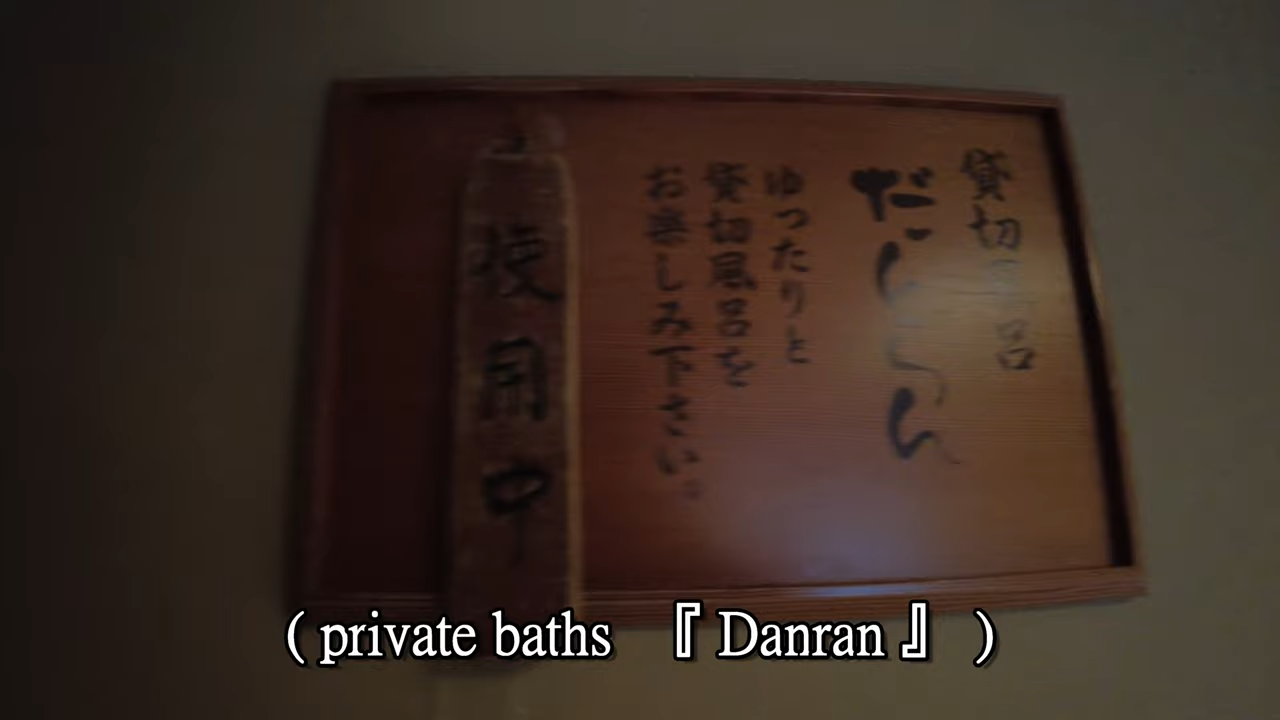 貸切風呂
だんらん
ゆったりと
貸切風呂を
お楽しみ下さい。
使用中
( private baths 『 Danran 』 )